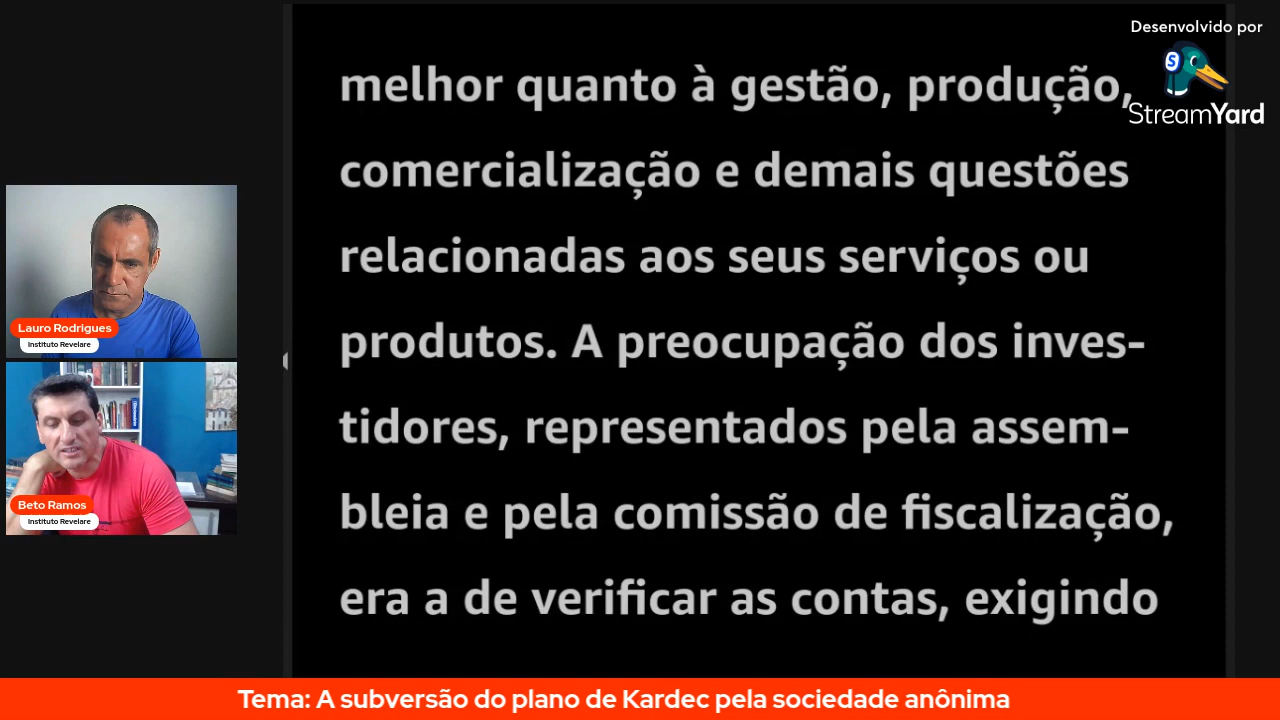 Desenvolvido por
StreamYard
melhor quanto à gestão, produção,
comercialização e demais questões
relacionadas aos seus serviços ou
produtos. A preocupação dos inves-
tidores, representados pela assem-
bleia e pela comissão de fiscalização,
era a de verificar as contas, exigindo
Lauro Rodrigues
Instituto Revelare
Beto Ramos
Instituto Revelare
Tema: A subversão do plano de Kardec pela sociedade anônima